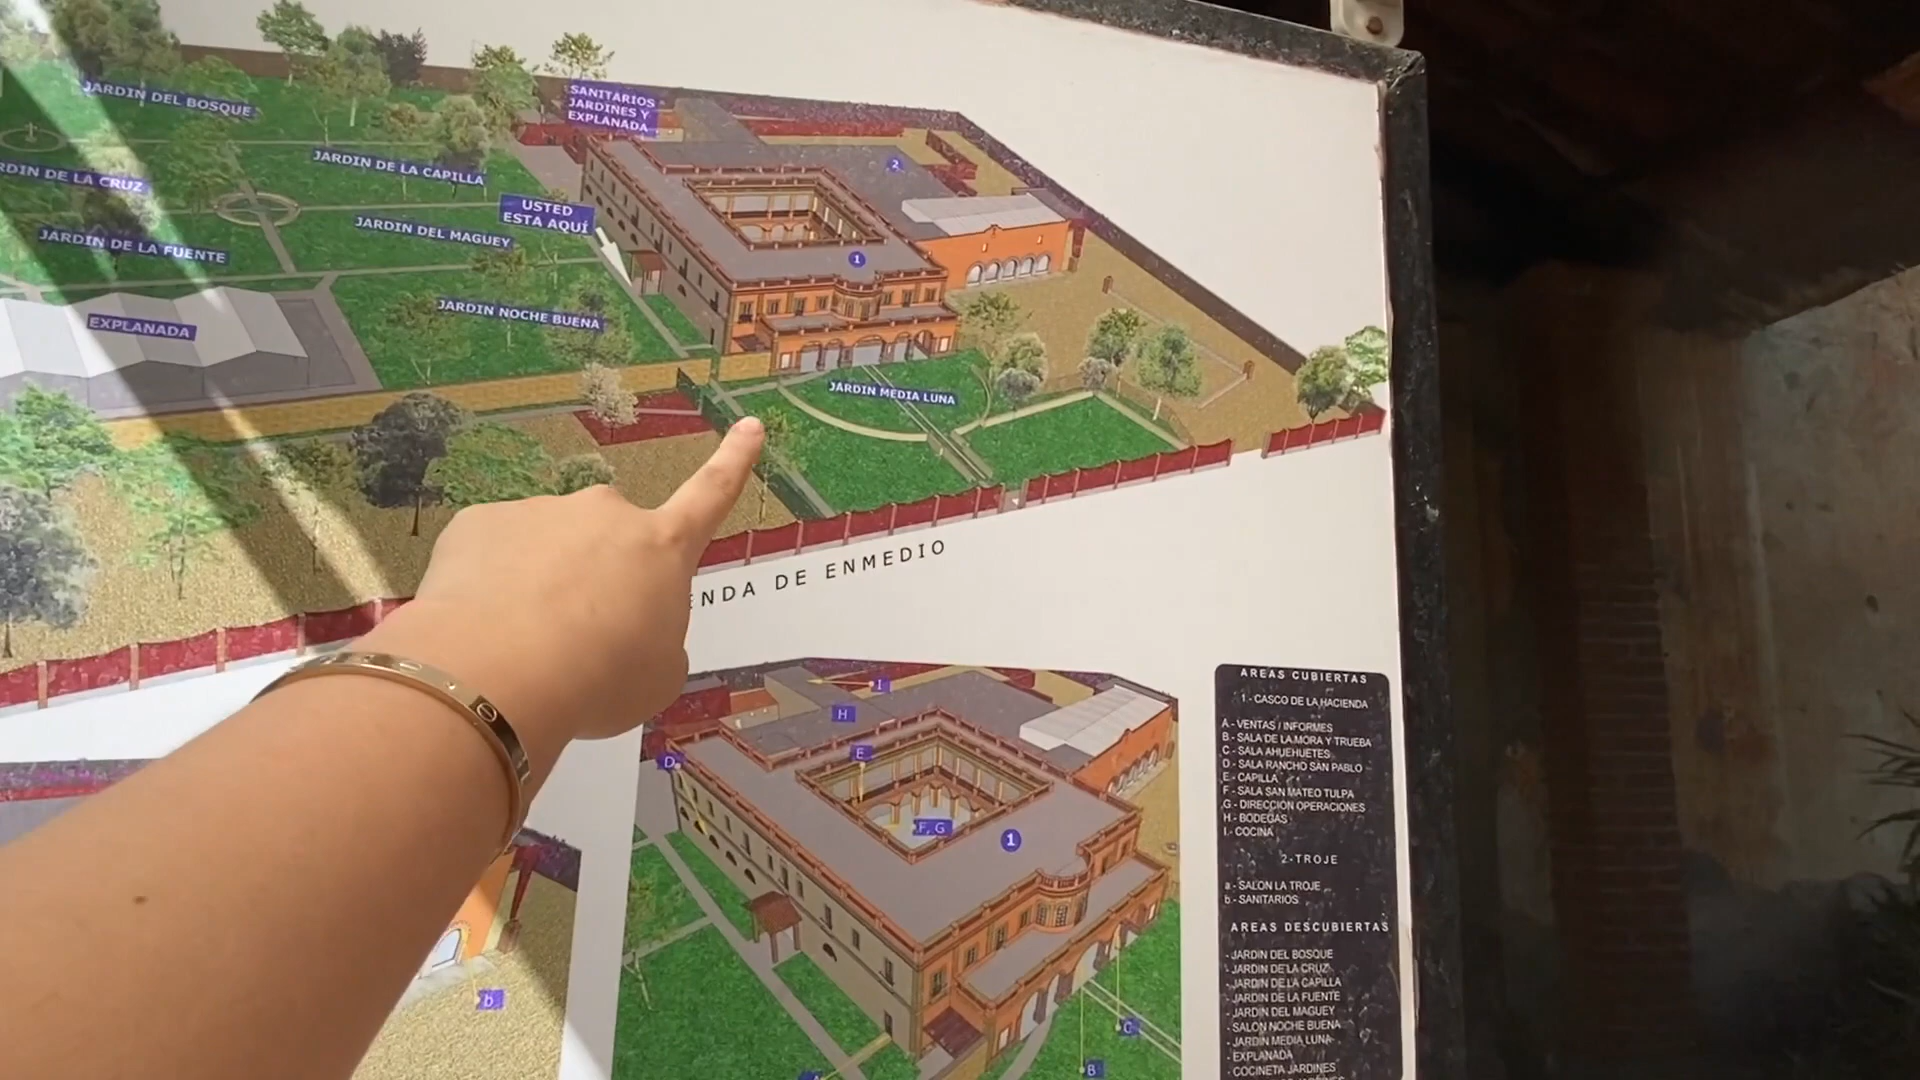 JARDIN DEL BOSQUE
SANITARIOS
JARDINES Y
EXPLANADA
JARDIN DE LA CAPILLA
DE LA CRUZ
USTED
ESTA AQUÍ
JARDIN DEL MAGUEY
JARDIN DE LA FUENTE
JARDIN NOCHE BUENA
EXPLANADA
2
1
JARDIN MEDIA LUNA
ENDA DE ENMEDIO
I
H
E
D
F, G
1
C
B
b
AREAS CUBIERTAS
1.- CASCO DE LA HACIENDA
A.- VENTAS / INFORMES
B.- SALA DE LA MORA Y TRUEBA
C.- SALA AHUEHUETES
D.- SALA RANCHO SAN PABLO
E.- CAPILLA
F.- SALA SAN MATEO TULPA
G.- DIRECCIÓN OPERACIONES
H.- BODEGAS
I.- COCINA
2-TROJE
a.- SALON LA TROJE
b.- SANITARIOS
AREAS DESCUBIERTAS
- JARDIN DEL BOSQUE
- JARDIN DE LA CRUZ
- JARDIN DE LA CAPILLA
- JARDIN DE LA FUENTE
- JARDIN DEL MAGUEY
- SALON NOCHE BUENA
- JARDIN MEDIA LUNA
- EXPLANADA
- COCINETA JARDINES